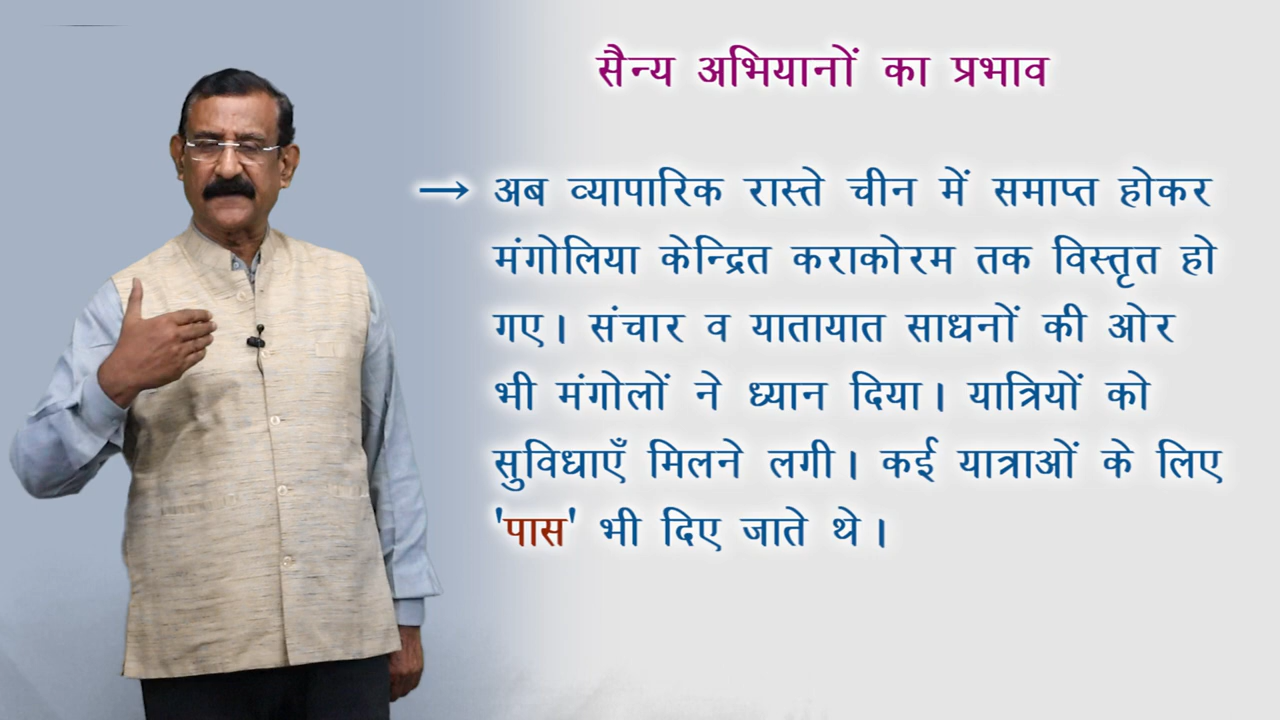 सैन्य अभियानों का प्रभाव
→ अब व्यापारिक रास्ते चीन में समाप्त होकर
मंगोलिया केन्द्रित कराकोरम तक विस्तृत हो
गए। संचार व यातायात साधनों की ओर
भी मंगोलों ने ध्यान दिया। यात्रियों को
सुविधाएँ मिलने लगी। कई यात्राओं के लिए
'पास' भी दिए जाते थे।